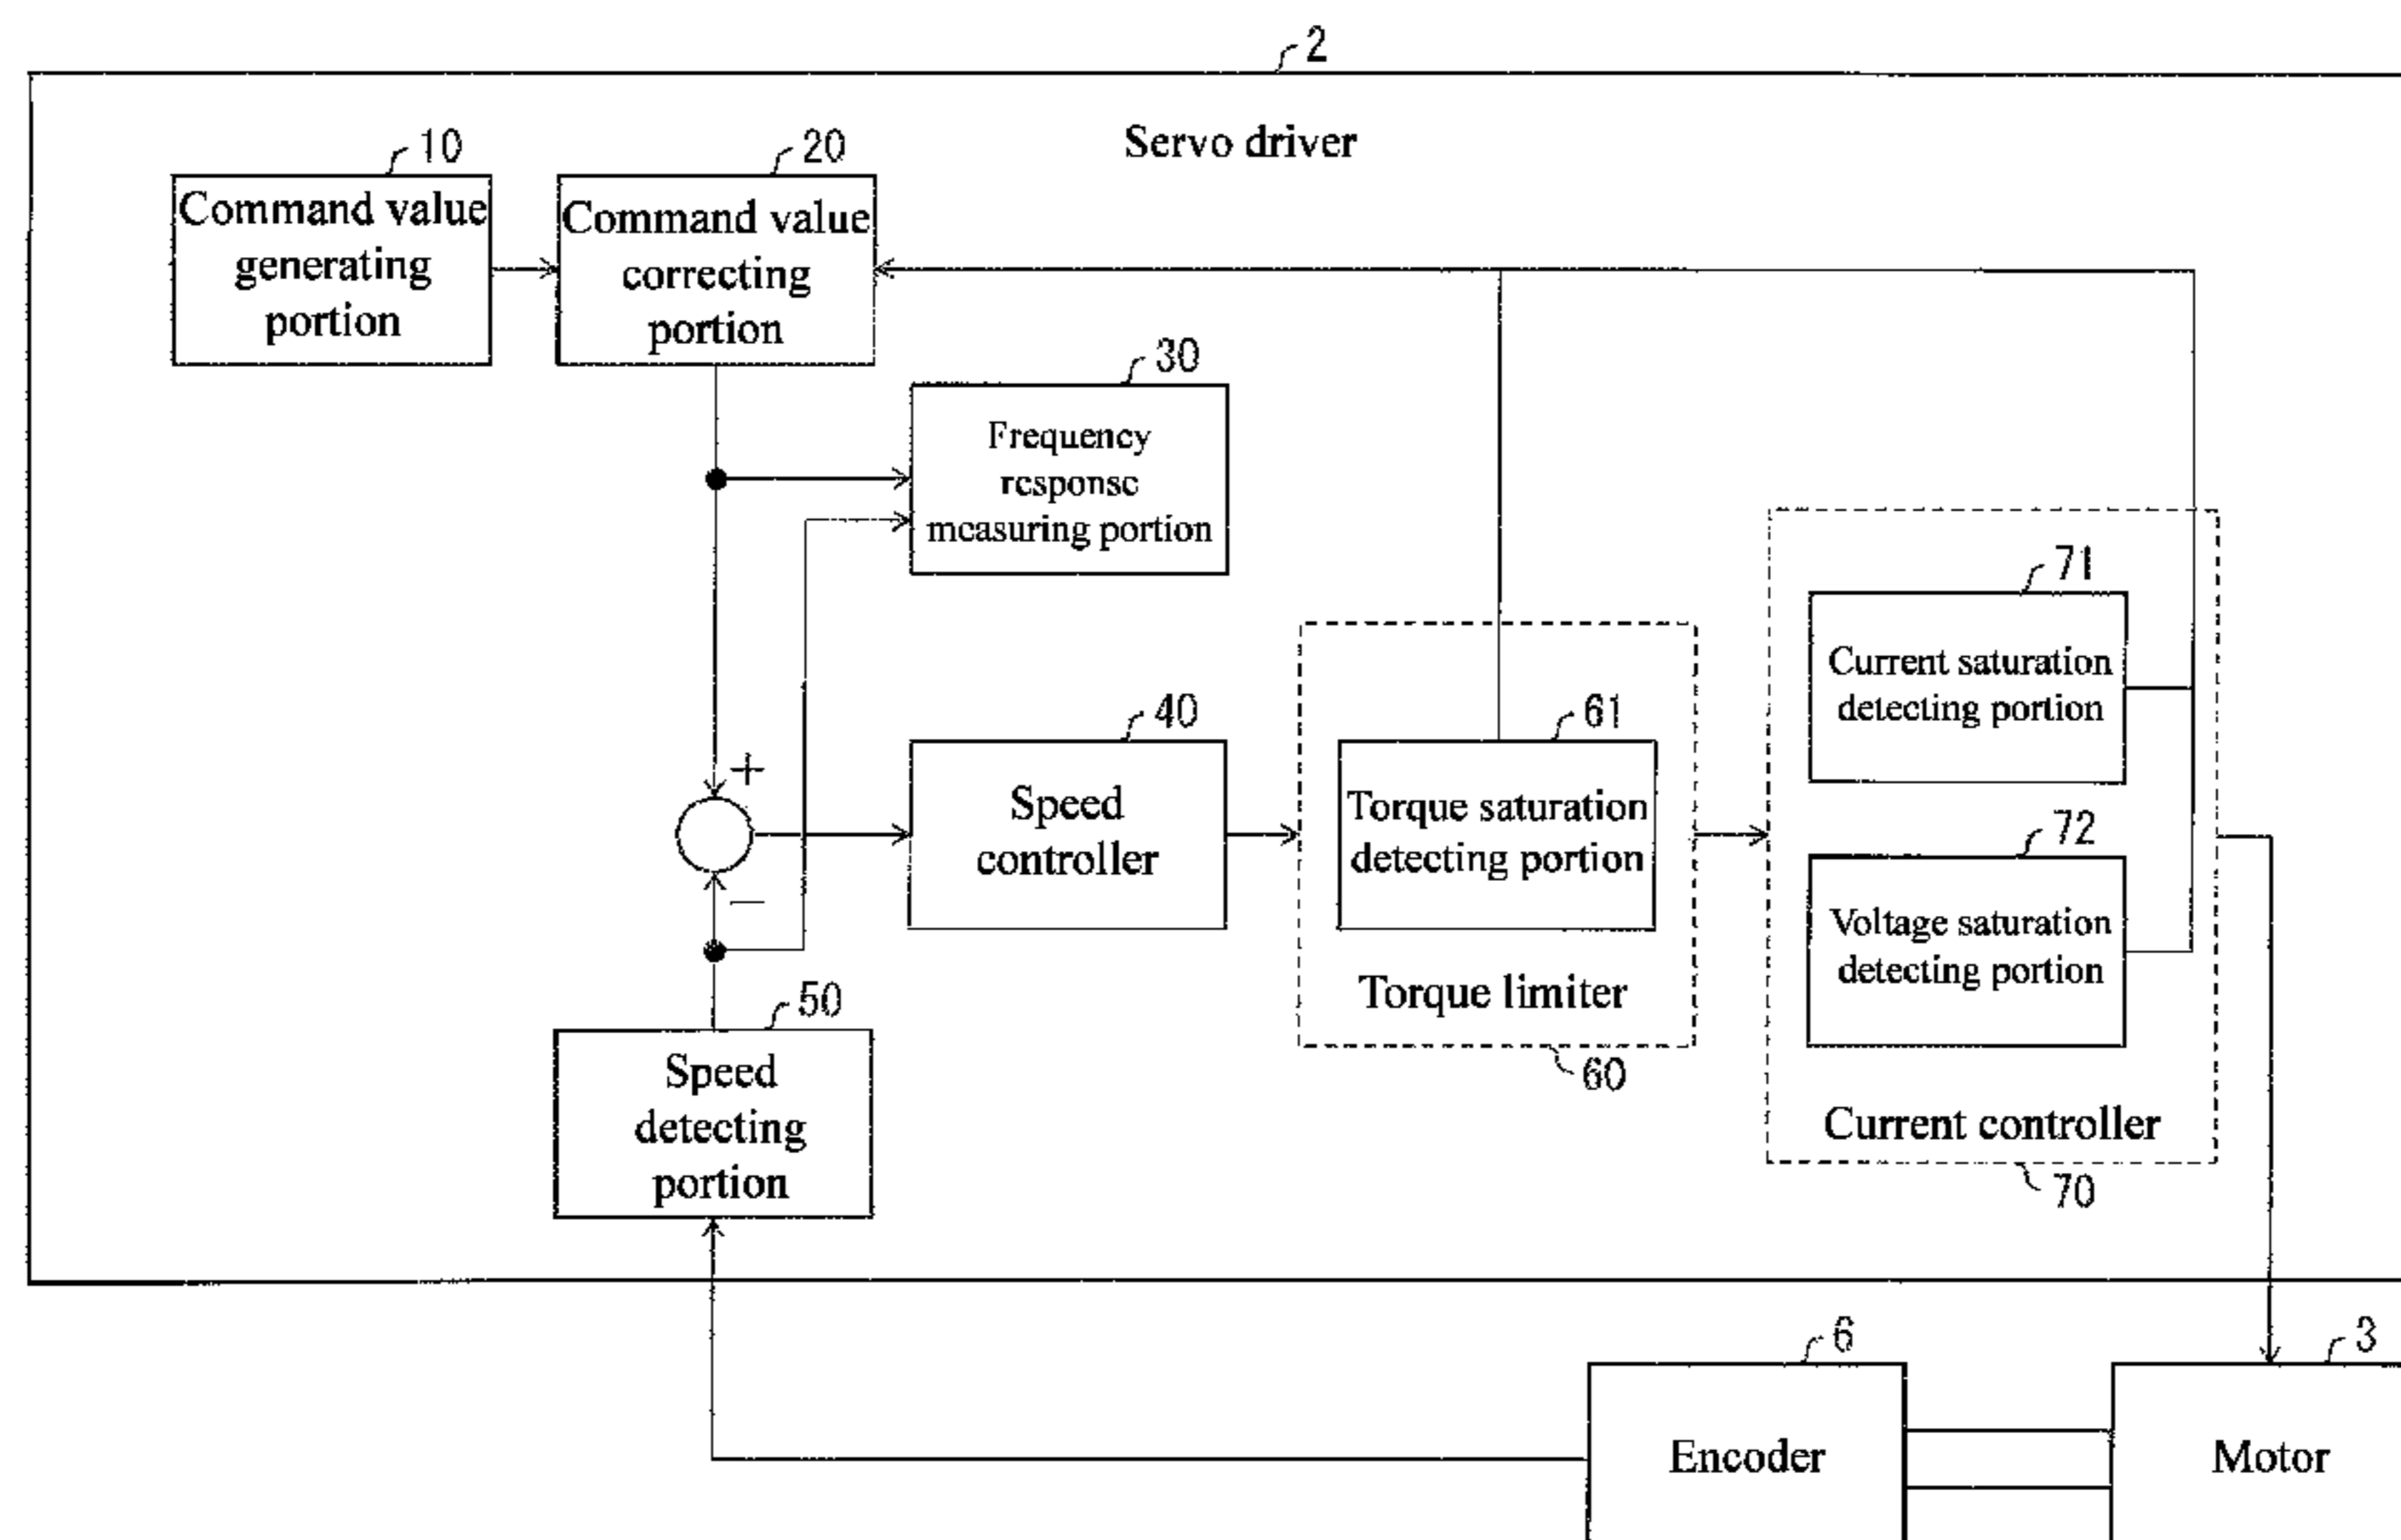 2
Servo driver
10
Command value
generating
portion
20
Command value
correcting
portion
30
Frequency
response
measuring portion
71
Current saturation
detecting portion
+
40
Speed
controller
61
Torque saturation
detecting portion
Torque limiter
60
72
Voltage saturation
detecting portion
Current controller
70
−
50
Speed
detecting
portion
6
Encoder
3
Motor